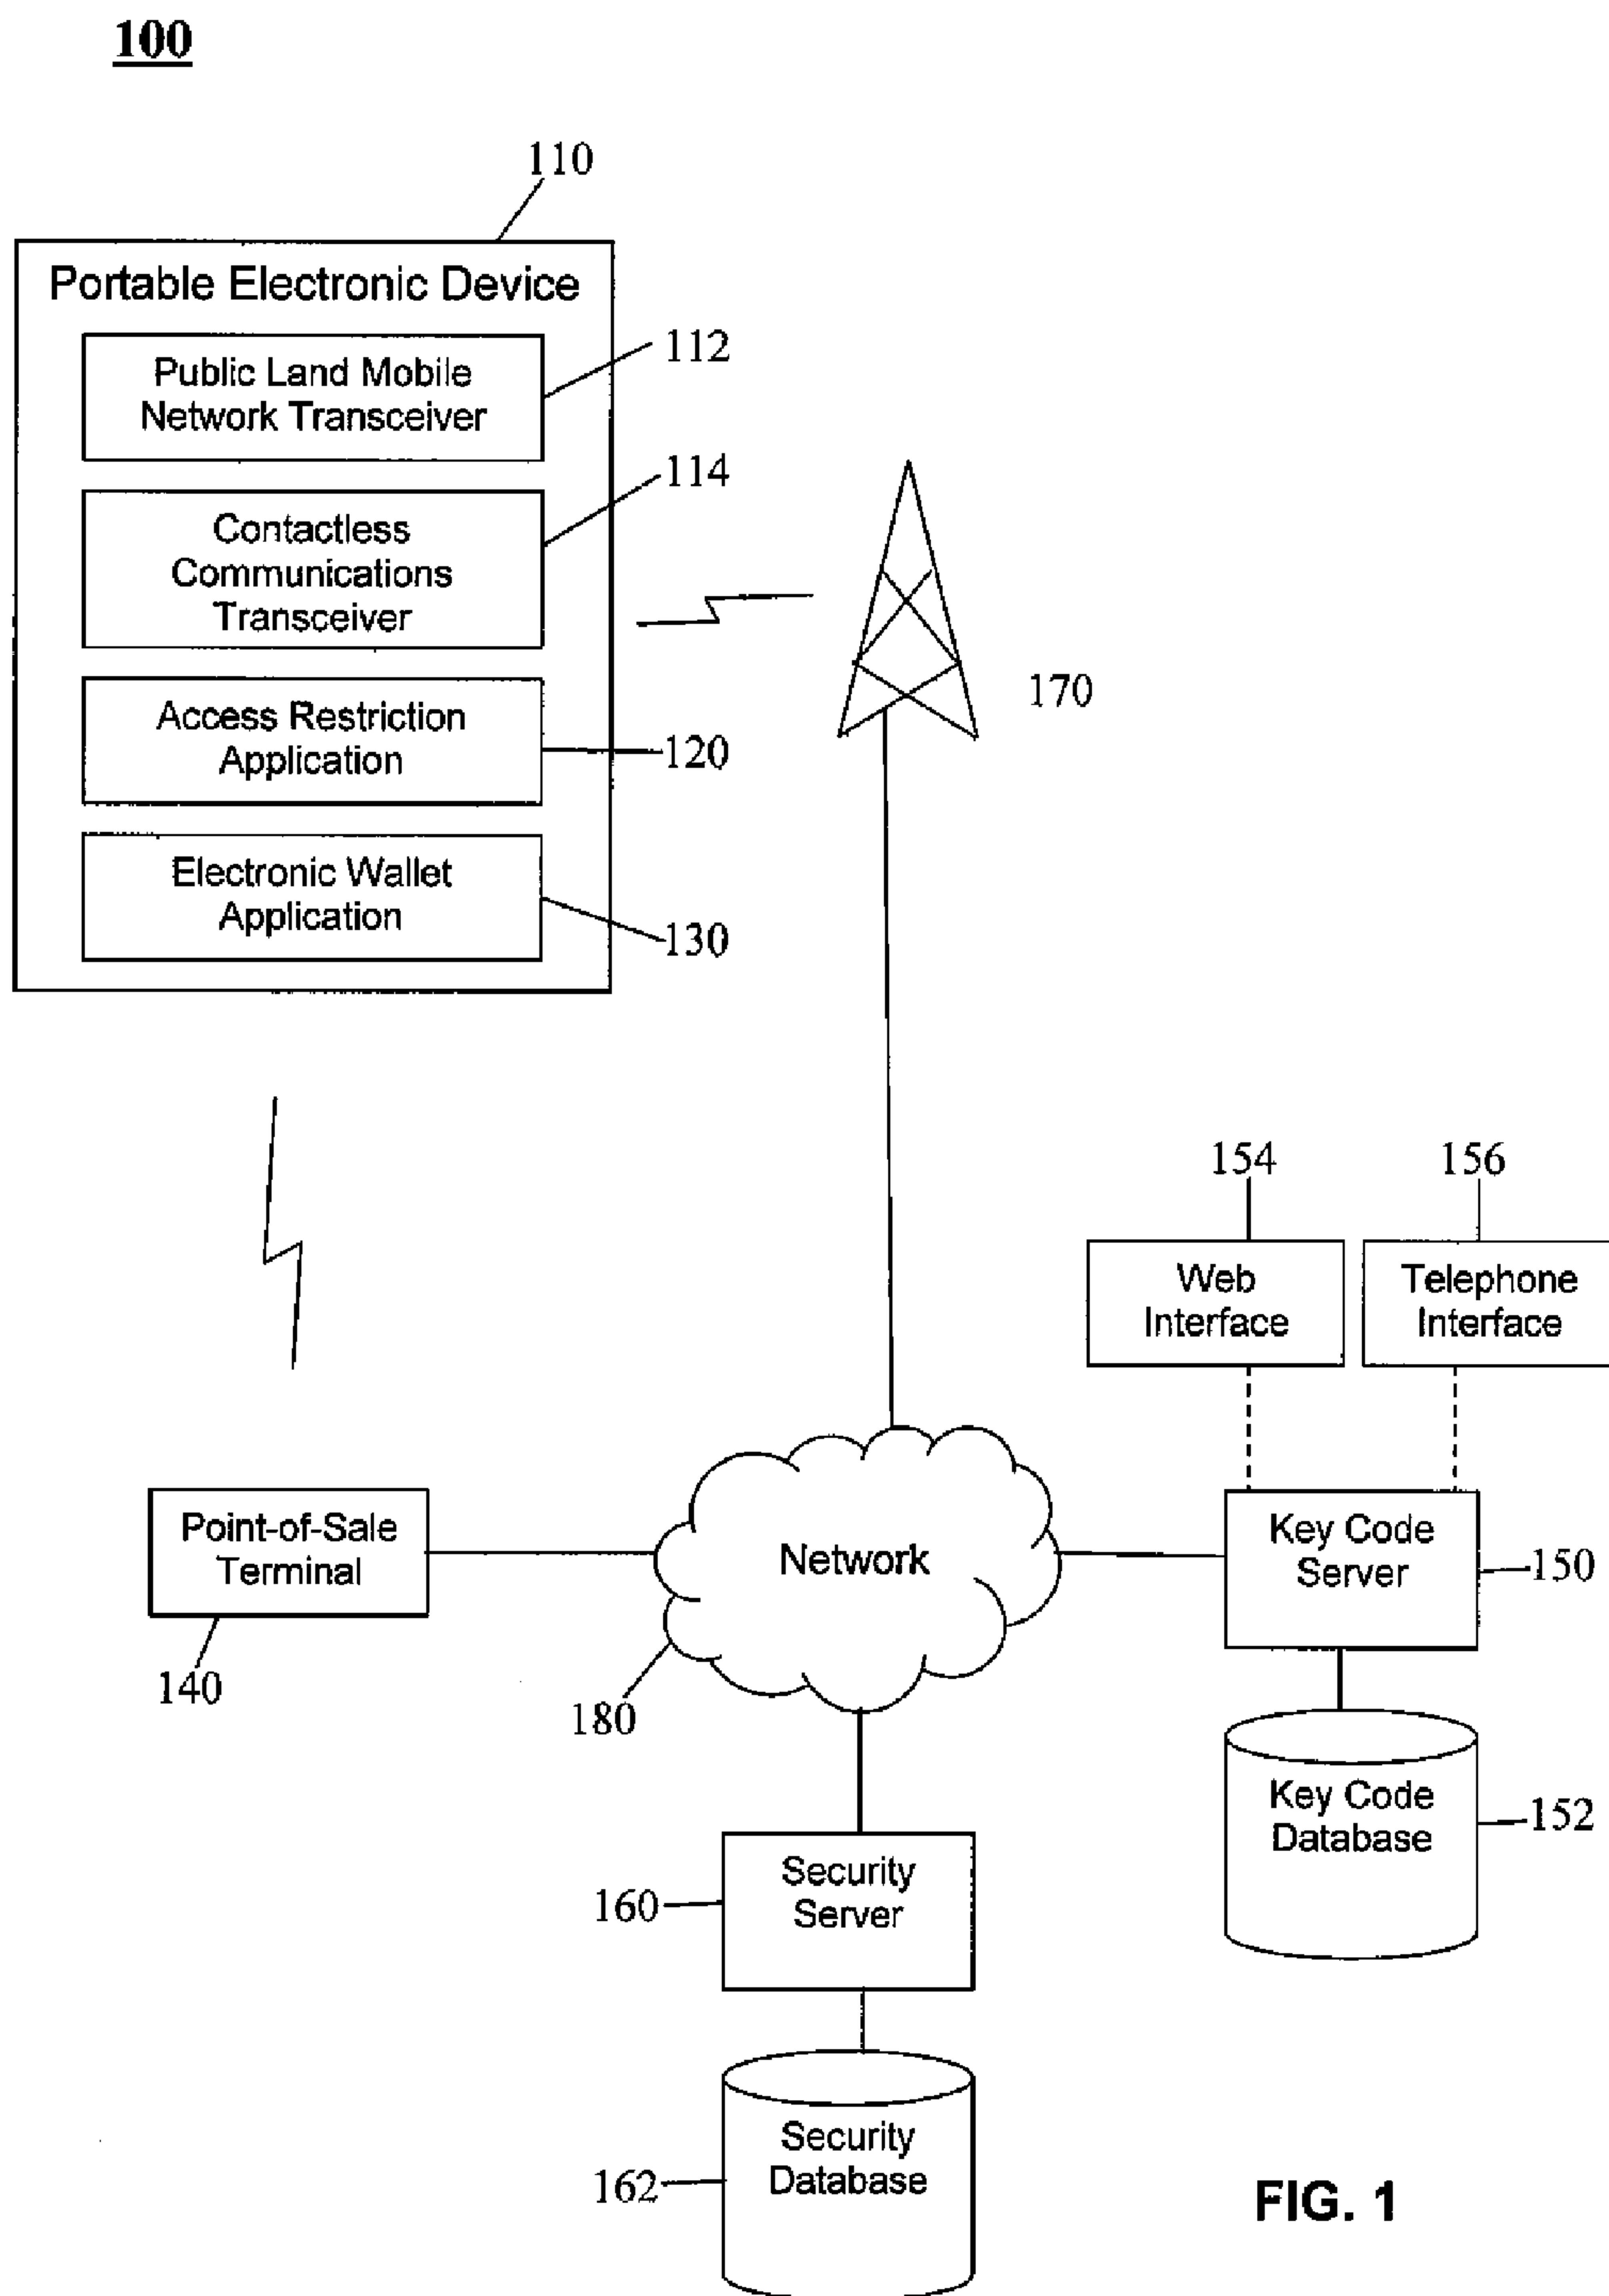 100
110
Portable Electronic Device
Public Land Mobile
Network Transceiver
112
Contactless
Communications
Transceiver
114
170
Access Restriction
Application
120
Electronic Wallet
Application
130
154
156
Web
Interface
Telephone
Interface
Point-of-Sale
Terminal
140
Network
180
Key Code
Server
150
Key Code
Database
152
Security
Server
160
Security
Database
162
FIG. 1